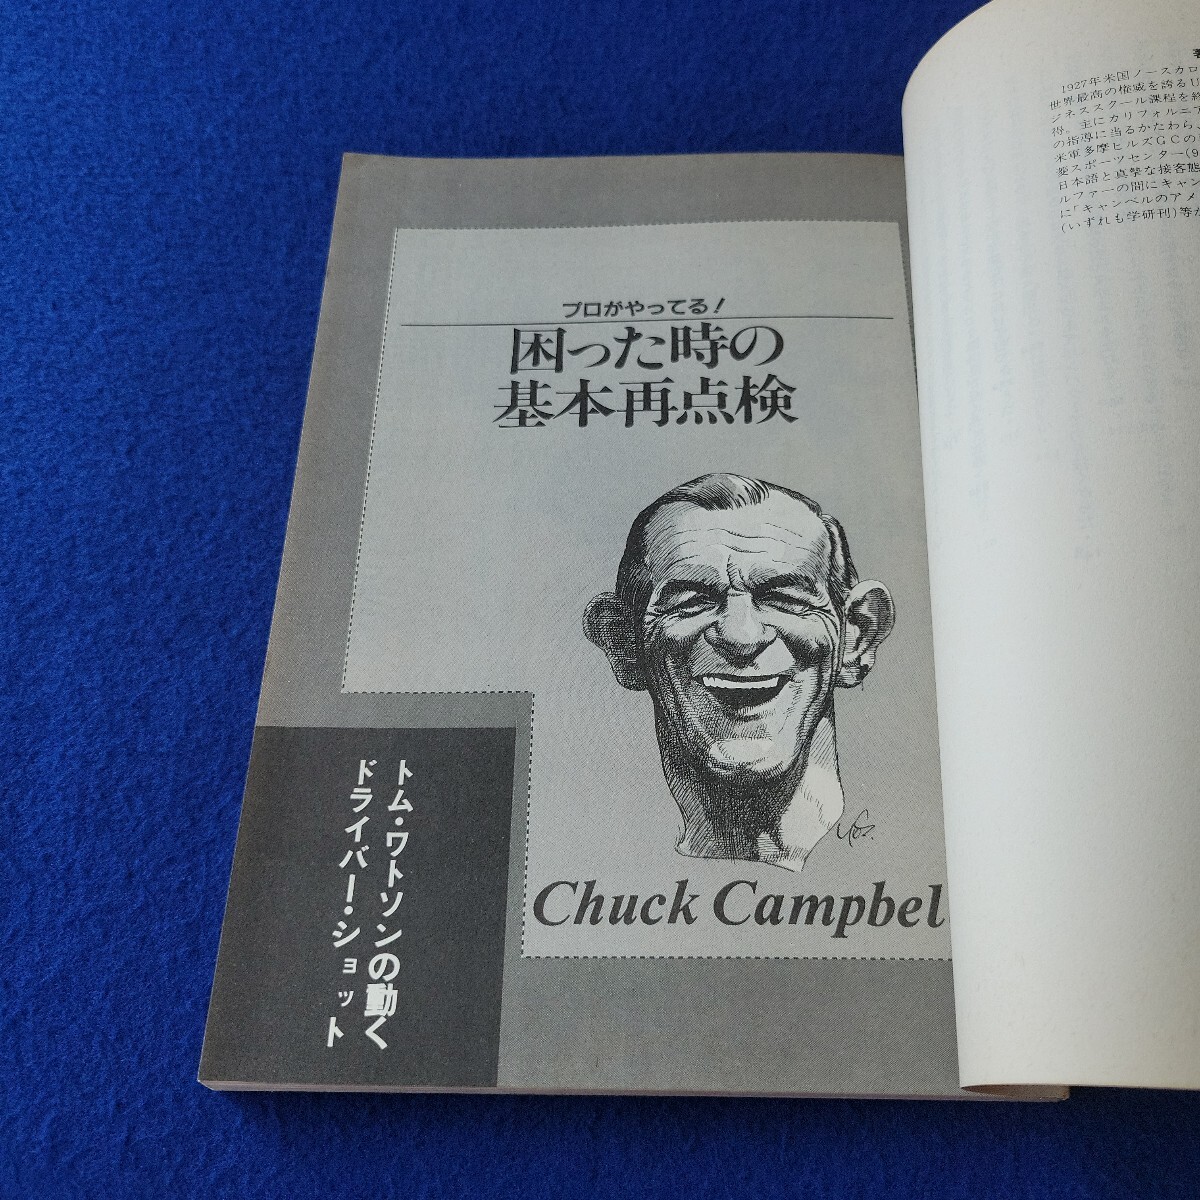 プロがやってる！
困った時の
基本再点検
Chuck Campbel
トム・ワトソンの動く
ドライバー・ショット
1927年米国ノースカロ
世界最高の権威を誇るU
ジネススクール課程を終
得。主にカリフォルニア
の指導に当るかたわら、
米軍多摩ヒルズGCの
菱スポーツセンター(9
日本語と真摯な接客態
ルファーの間にキャン
に「キャンベルのアメ
(いずれも学研刊)等が